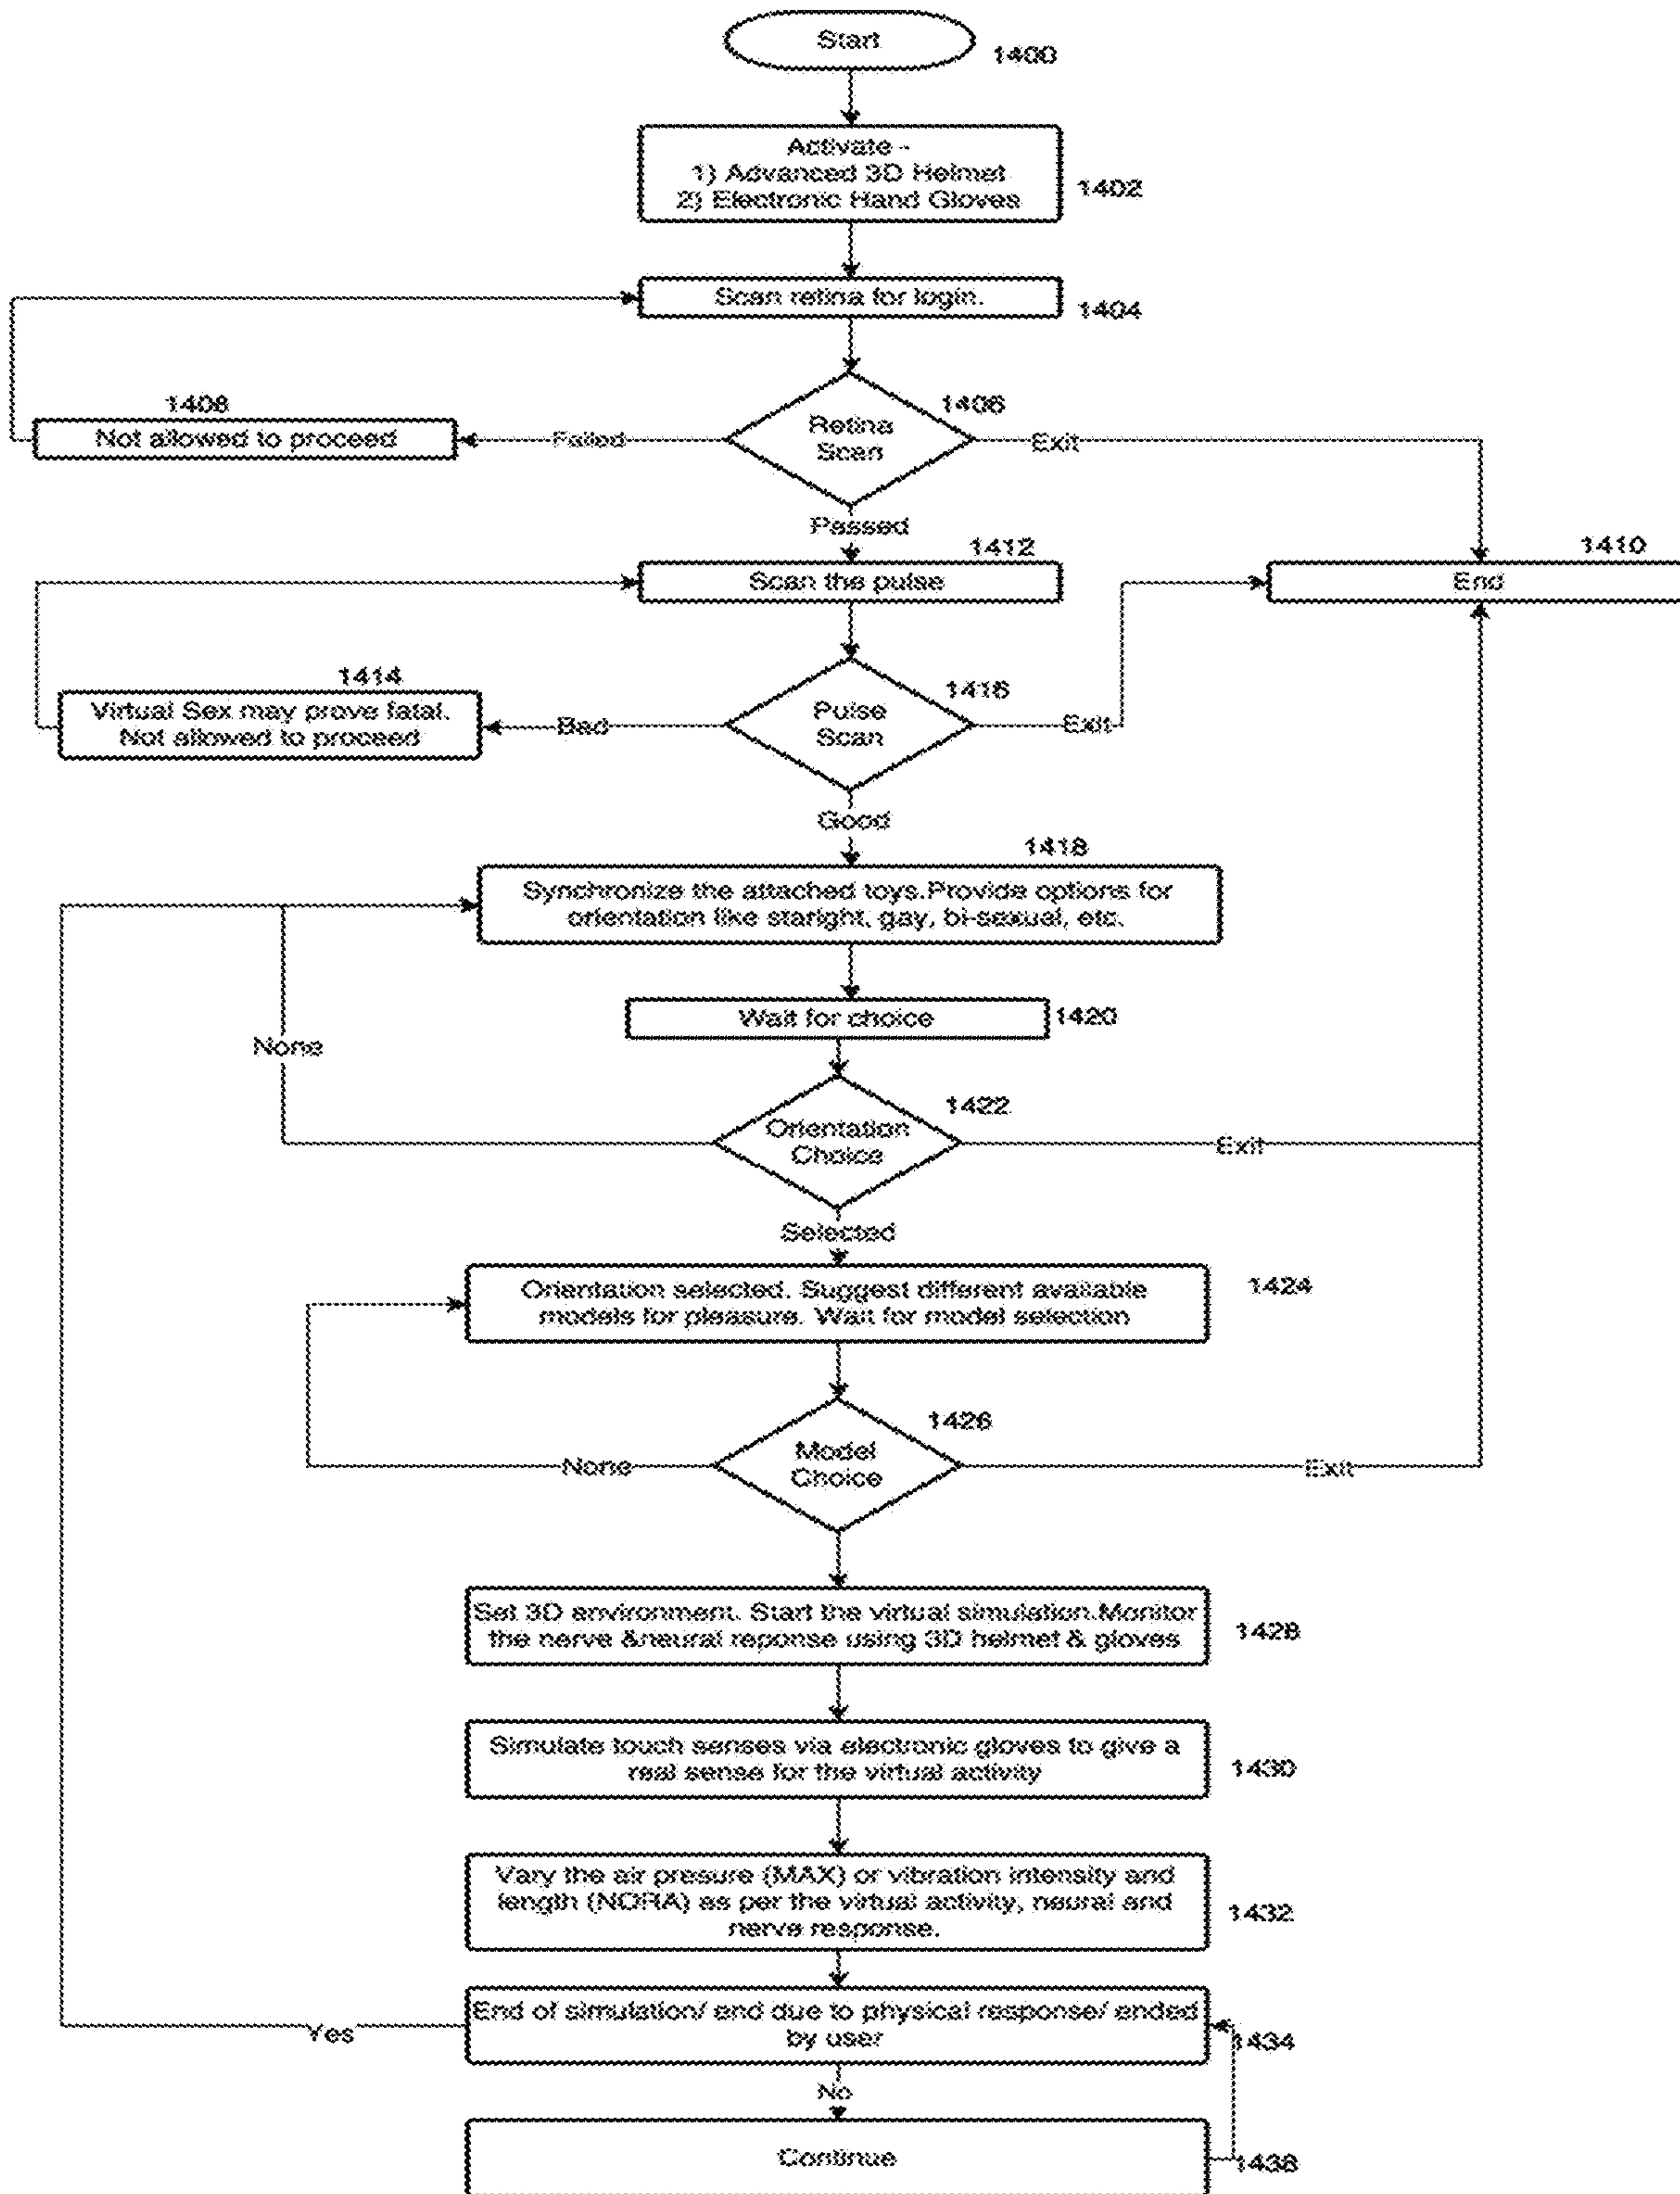 Start
1400
Activate -
1) Advanced 3D Helmet
2) Electronic Hand Gloves
1402
Scan retina for login.
1404
1408
Not allowed to proceed
Failed
Retina
Scan
1406
Exit
Passed
1412
Scan the pulse
1410
End
1414
Virtual Sex may prove fatal.
Not allowed to proceed
Bad
Pulse
Scan
1416
Exit
Good
1418
Synchronize the attached toys.Provide options for
orientation like staright, gay, bi-sexual, etc.
Wait for choice
1420
None
Orientation
Choice
1422
Exit
Selected
Orientation selected. Suggest different available
models for pleasure. Wait for model selection
1424
None
Model
Choice
1426
Exit
Set 3D environment. Start the virtual simulation.Monitor
the nerve &neural reponse using 3D helmet & gloves
1428
Simulate touch senses via electronic gloves to give a
real sense for the virtual activity
1430
Vary the air presure (MAX) or vibration intensity and
length (NORA) as per the virtual activity, neural and
nerve response.
1432
End of simulation/ end due to physical response/ ended
by user
1434
Yes
No
Continue
1438